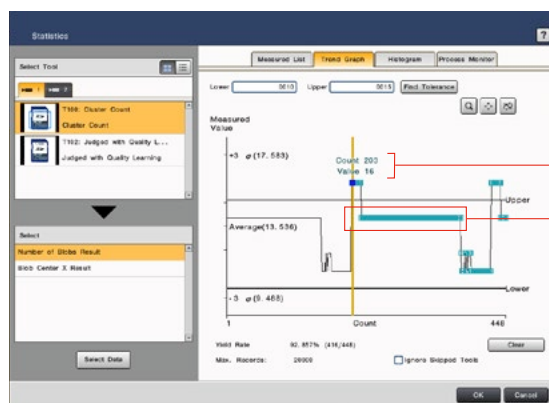 Statistics
?
Select Tool
T100: Cluster Count
Cluster Count
T102: Judged with Quality L...
Judged with Quality Learning
Select
Number of Blobs Result
Blob Center X Result
Select Data
Measured List
Trend Graph
Histogram
Process Monitor
Lower 0010 Upper 0015 Find. Tolerance
Measured
Value
+3 σ(17.583)
Count 203
Value 16
Upper
Average(13.536)
Lower
- 3 σ(9.488)
1 Count 448
Yield Rate 92.857% (416/448)
Clear
Max. Records: 20000
Ignore Skipped Tools
OK
Cancel